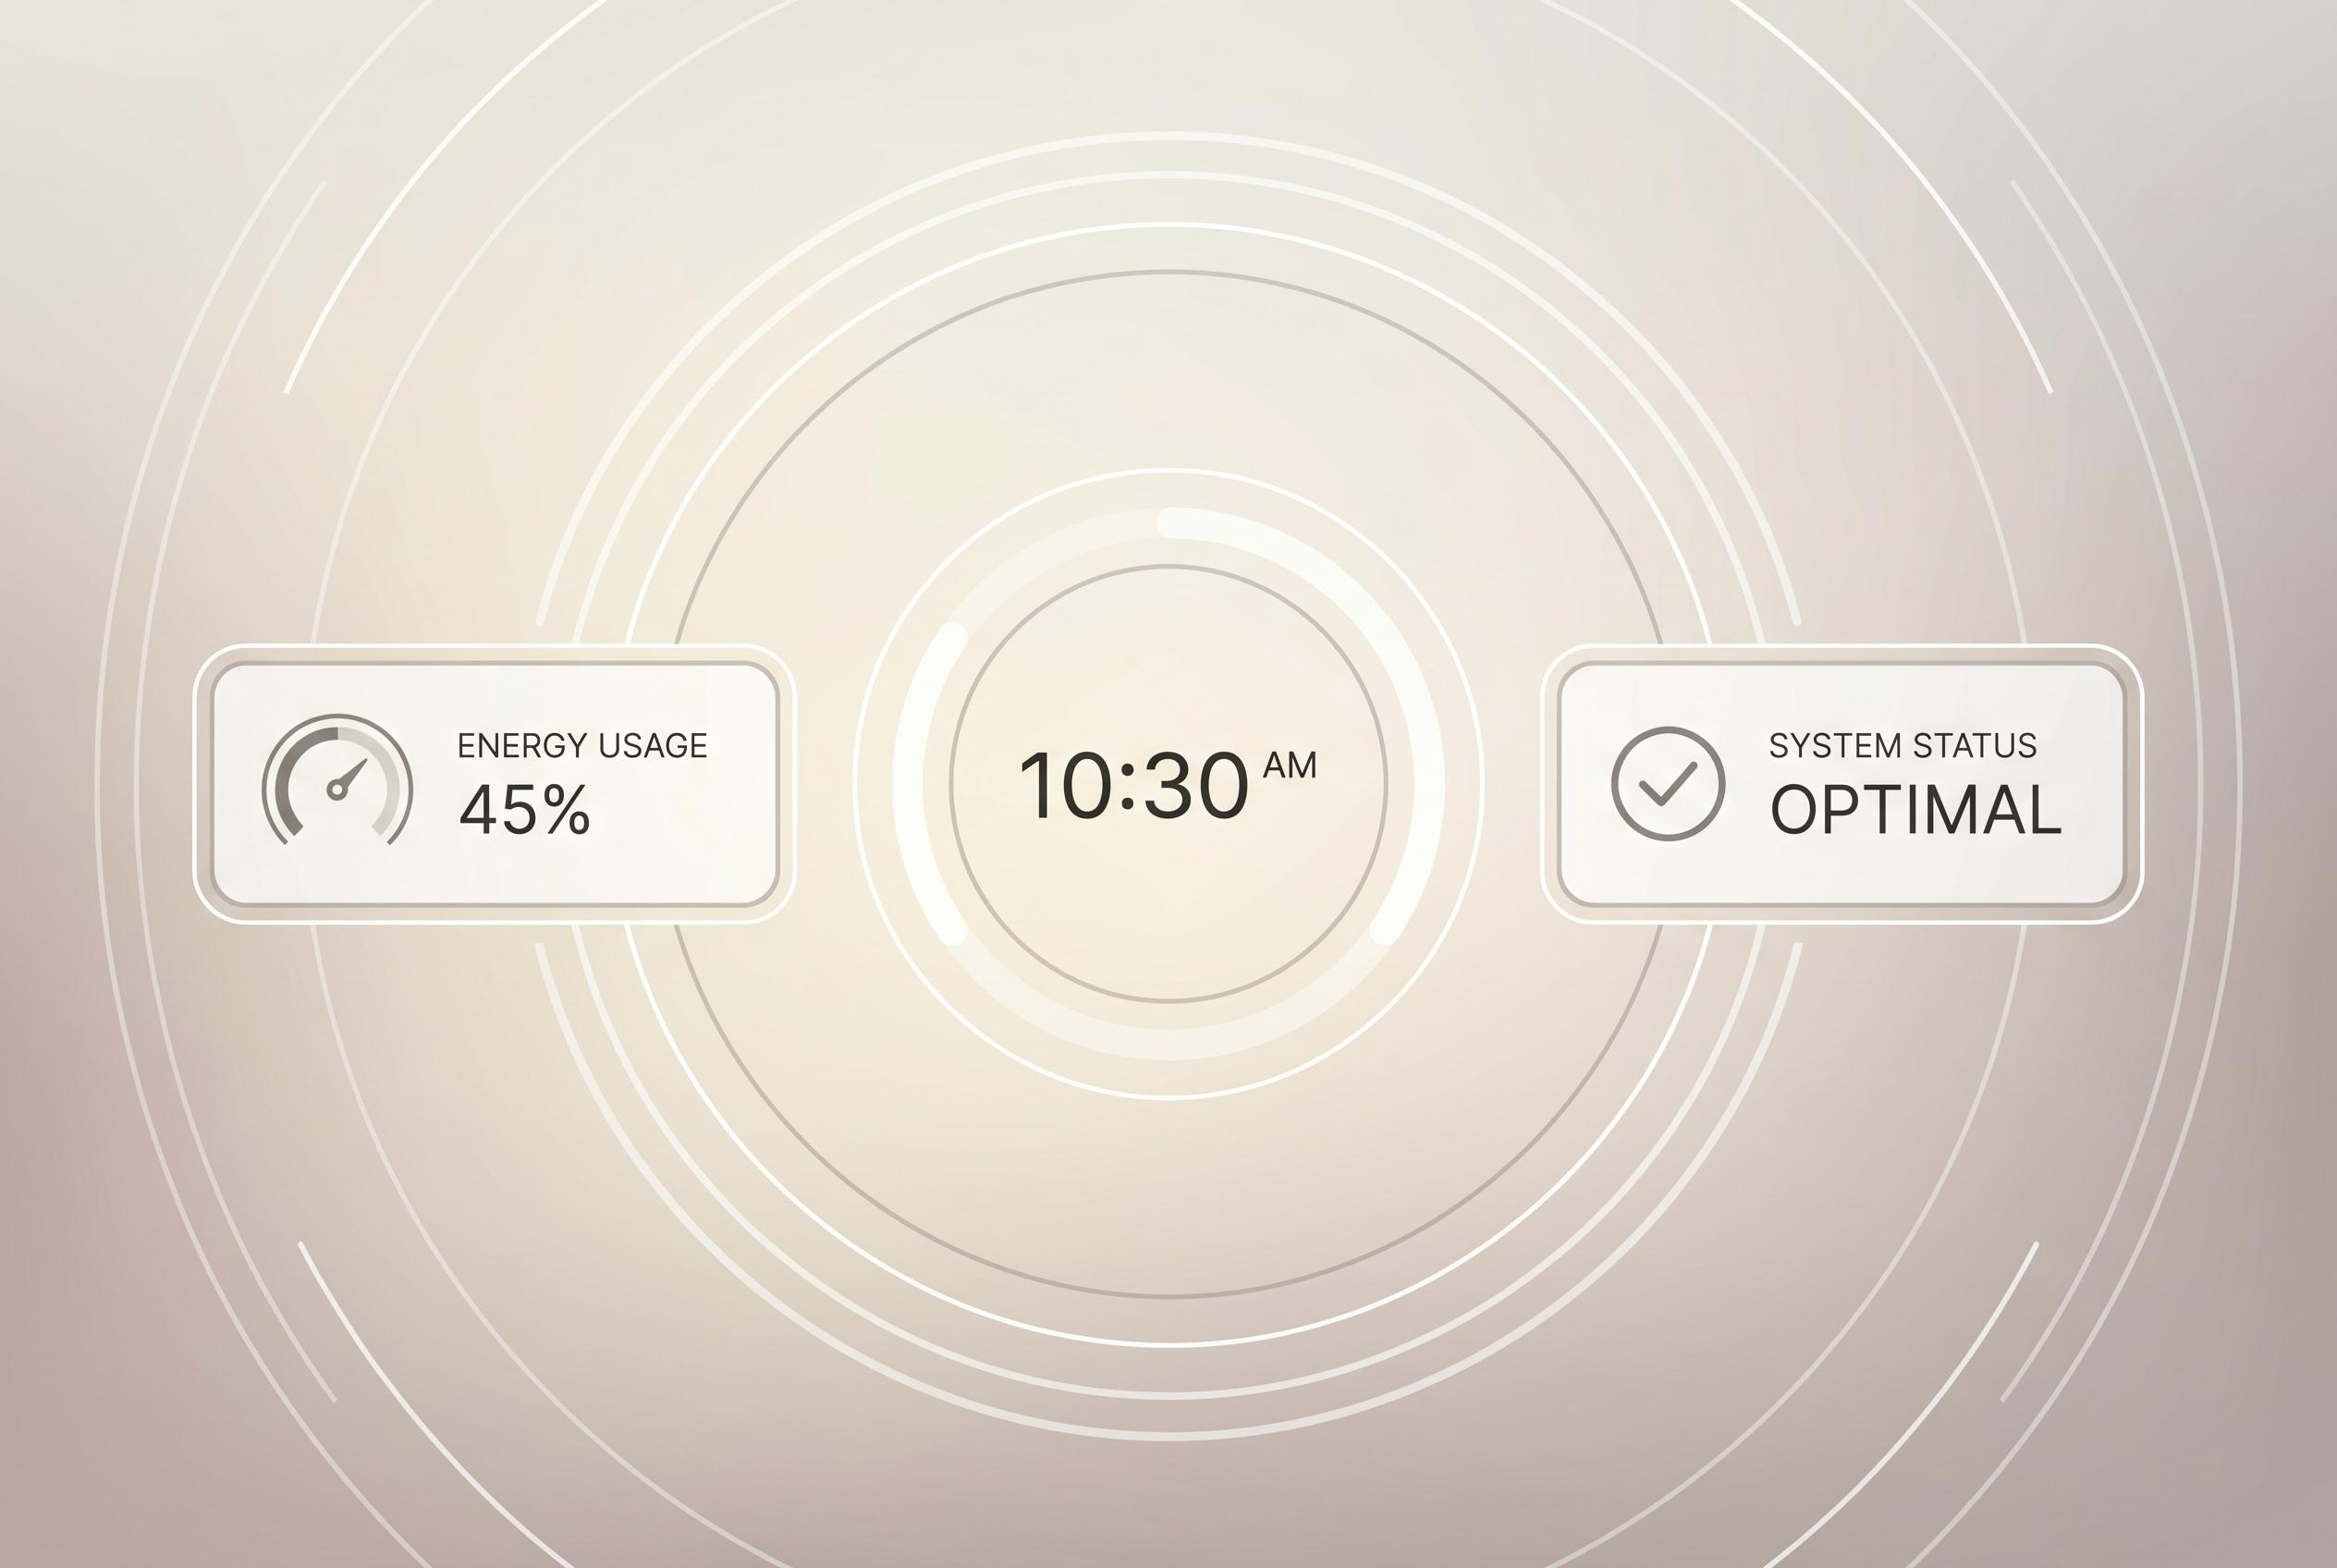 ENERGY USAGE
45%
10:30 AM
SYSTEM STATUS
OPTIMAL